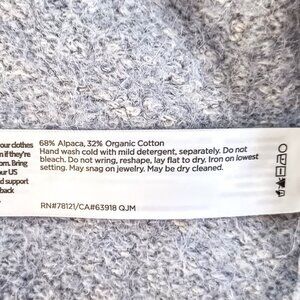 our clothes
n if they're
om. Bring
ur US
d support
back
68% Alpaca, 32% Organic Cotton
Hand wash cold with mild detergent, separately. Do not
bleach. Do not wring, reshape, lay flat to dry. Iron on lowest
setting. May snag on jewelry. May be dry cleaned.
RN#78121/CA#63918 QJM